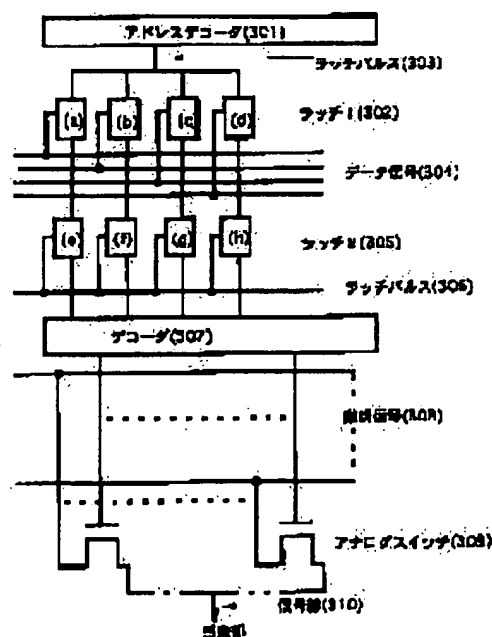 アドレスデコーダ(301)
ラッチパルス(303)
ラッチI(302)
(a)
(b)
(c
(d)
データ信号(304)
(e)
(f)
(g)
(h)
ラッチII(305)
ラッチパルス(306)
デコーダ(307)
アナログスイッチ(309)
信号線(310)